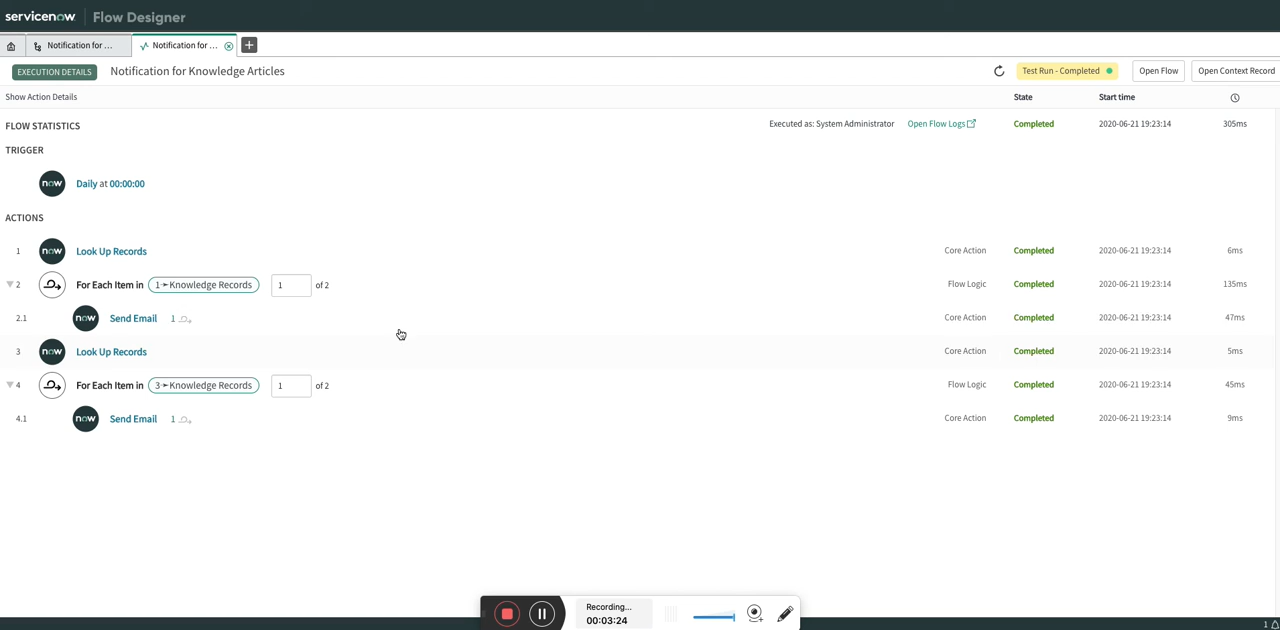 servicenow Flow Designer
Notification for ... Notification for ...
EXECUTION DETAILS Notification for Knowledge Articles Test Run - Completed Open Flow Open Context Record
Show Action Details State Start time
FLOW STATISTICS Executed as: System Administrator Open Flow Logs Completed 2020-06-21 19:23:14 305ms
TRIGGER
now Daily at 00:00:00
ACTIONS
1 now Look Up Records Core Action Completed 2020-06-21 19:23:14 6ms
2 For Each Item in 1➛Knowledge Records 1 of 2 Flow Logic Completed 2020-06-21 19:23:14 135ms
2.1 now Send Email 1 Core Action Completed 2020-06-21 19:23:14 47ms
3 now Look Up Records Core Action Completed 2020-06-21 19:23:14 5ms
4 For Each Item in 3➛Knowledge Records 1 of 2 Flow Logic Completed 2020-06-21 19:23:14 45ms
4.1 now Send Email 1 Core Action Completed 2020-06-21 19:23:14 9ms
Recording...
00:03:24
1